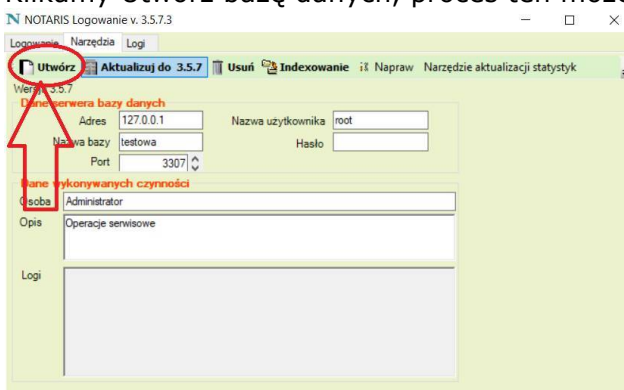 Klikamy Utwórz bazę danych, proces ten może
NOTARIS Logowanie v. 3.5.7.3
Logowanie Narzędzia Logi
Utwórz Aktualizuj do 3.5.7 Usuń Indexowanie Napraw Narzędzie aktualizacji statystyk
Wersja 3.5.7
Dane serwera bazy danych
Adres 127.0.0.1 Nazwa użytkownika root
Nazwa bazy testowa Hasło
Port 3307
Dane wykonywanych czynności
Osoba Administrator
Opis Operacje serwisowe
Logi